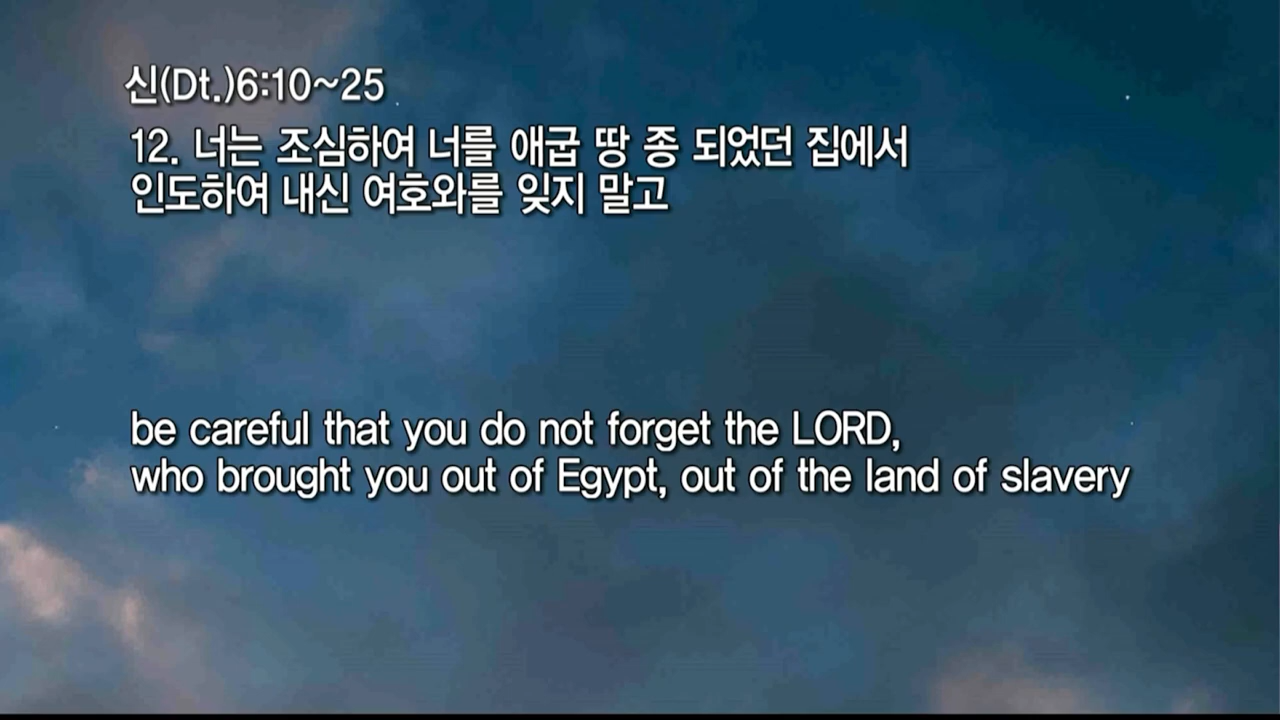 신(Dt.)6:10~25
12. 너는 조심하여 너를 애굽 땅 종 되었던 집에서
인도하여 내신 여호와를 잊지 말고
be careful that you do not forget the LORD,
who brought you out of Egypt, out of the land of slavery